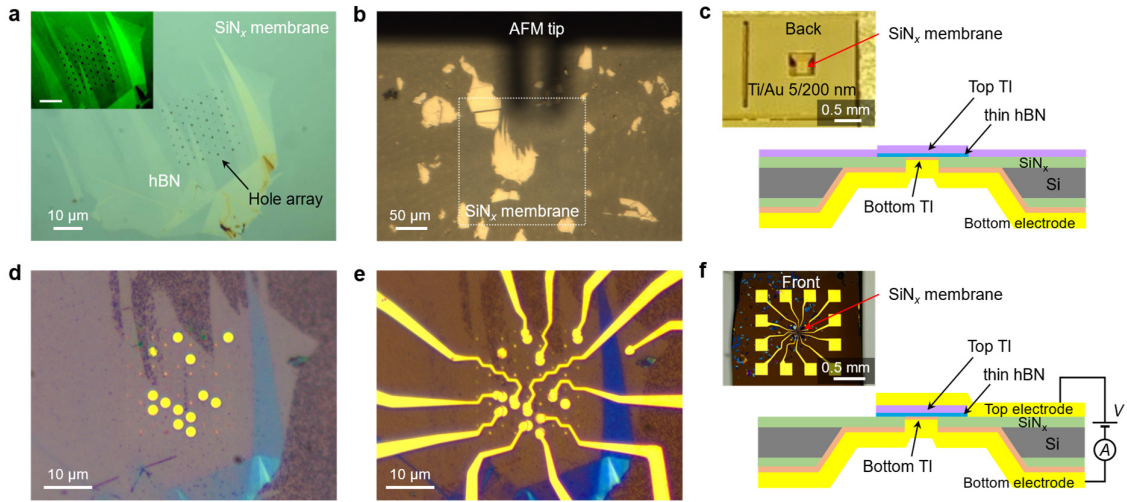 a
SiNx membrane
hBN
Hole array
10 μm
b
AFM tip
SiNx membrane
50 μm
c
Back
SiNx membrane
Ti/Au 5/200 nm
0.5 mm
Top TI
thin hBN
SiNx
Si
Bottom TI
Bottom electrode
d
10 μm
e
10 μm
f
Front
SiNx membrane
0.5 mm
Top TI
thin hBN
Top electrode
SiNx
Si
Bottom TI
Bottom electrode
V
A